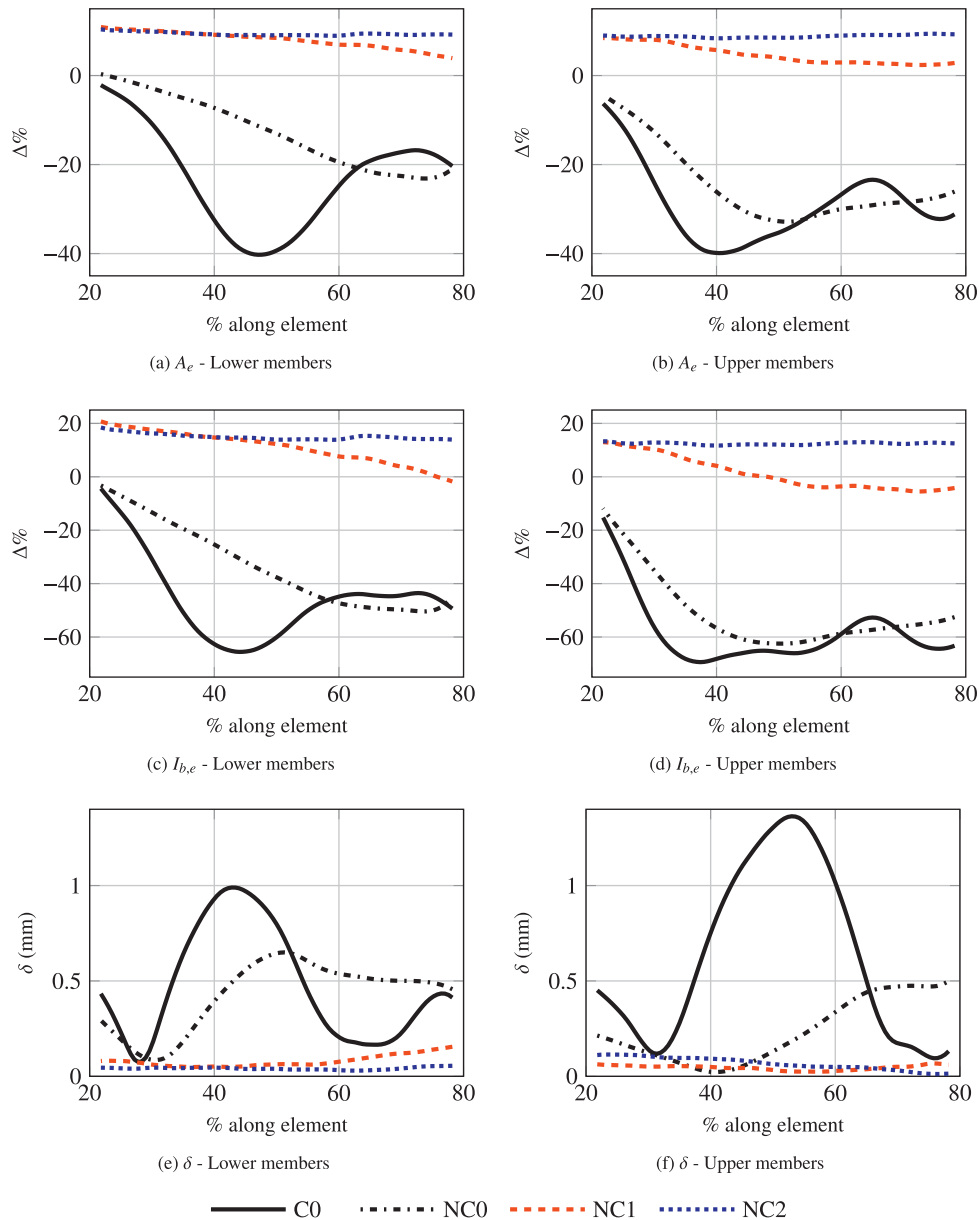 0
−20
−40
Δ%
20 40 60 80
% along element
(a) A_e - Lower members
0
−20
−40
Δ%
20 40 60 80
% along element
(b) A_e - Upper members
20
0
−20
−40
−60
Δ%
20 40 60 80
% along element
(c) I_{b,e} - Lower members
20
0
−20
−40
−60
Δ%
20 40 60 80
% along element
(d) I_{b,e} - Upper members
1
0.5
0
δ (mm)
20 40 60 80
% along element
(e) δ - Lower members
1
0.5
0
δ (mm)
20 40 60 80
% along element
(f) δ - Upper members
C0 NC0 NC1 NC2